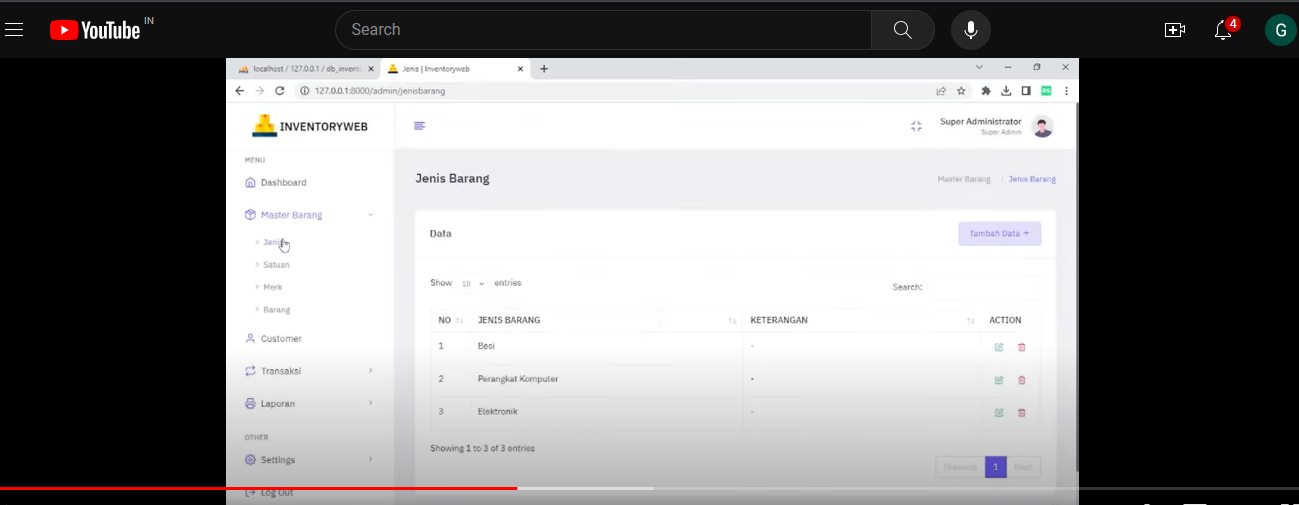 YouTube IN
Search
4
G
localhost / 127.0.0.1 / db_invent
Jenis | Inventoryweb
127.0.0.1:8000/admin/jenisbarang
INVENTORYWEB
Super Administrator
Super Admin
MENU
Dashboard
Master Barang
Jenis
Satuan
Merk
Barang
Customer
Transaksi
Laporan
OTHER
Settings
Log Out
Jenis Barang
Master Barang / Jenis Barang
Data
Tambah Data +
Show 10 entries
Search:
NO JENIS BARANG KETERANGAN ACTION
1 Besi -
2 Perangkat Komputer -
3 Elektronik -
Showing 1 to 3 of 3 entries
Previous 1 Next